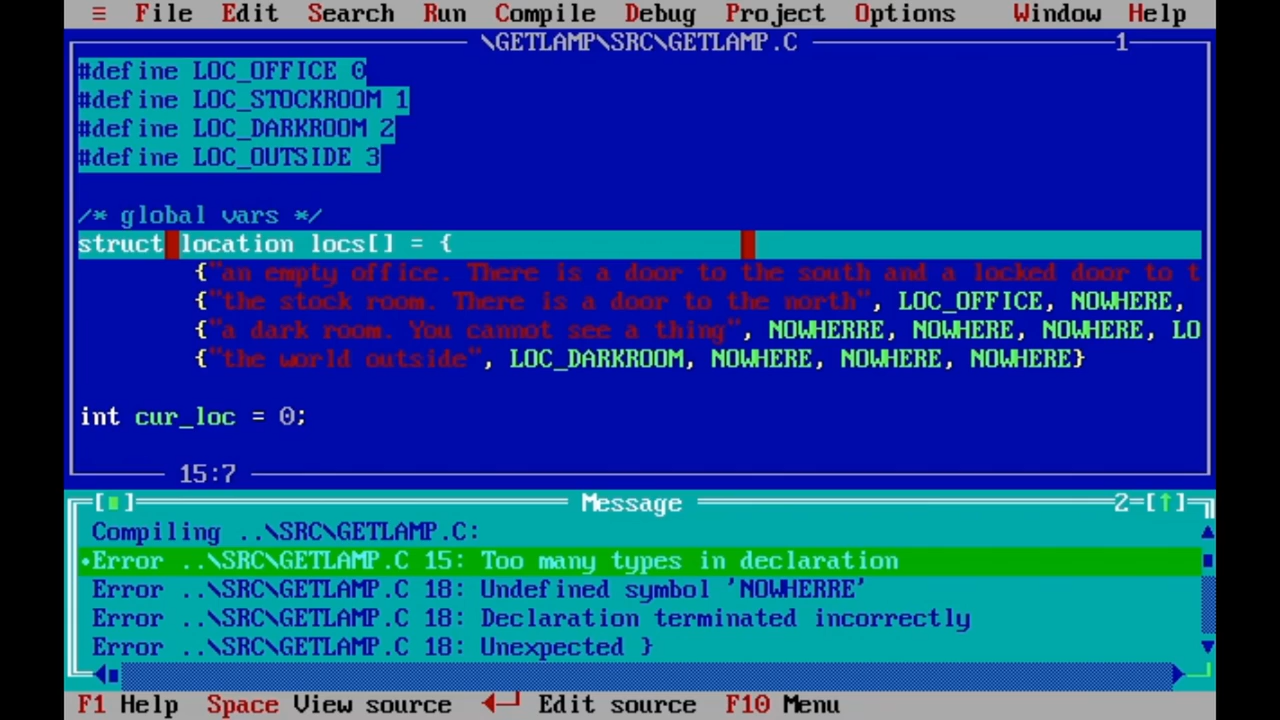 ≡ File Edit Search Run Compile Debug Project Options Window Help
\GETLAMP\SRC\GETLAMP.C 1
#define LOC_OFFICE 0
#define LOC_STOCKROOM 1
#define LOC_DARKROOM 2
#define LOC_OUTSIDE 3
/* global vars */
struct location locs[] = {
{"an empty office. There is a door to the south and a locked door to t
{"the stock room. There is a door to the north", LOC_OFFICE, NOWHERE,
{"a dark room. You cannot see a thing", NOWHERRE, NOWHERE, NOWHERE, LO
{"the world outside", LOC_DARKROOM, NOWHERE, NOWHERE, NOWHERE}
int cur_loc = 0;
15:7
[■] Message 2=[↑]
Compiling ..\SRC\GETLAMP.C:
•Error ..\SRC\GETLAMP.C 15: Too many types in declaration
Error ..\SRC\GETLAMP.C 18: Undefined symbol 'NOWHERRE'
Error ..\SRC\GETLAMP.C 18: Declaration terminated incorrectly
Error ..\SRC\GETLAMP.C 18: Unexpected }
F1 Help Space View source ◄┘ Edit source F10 Menu